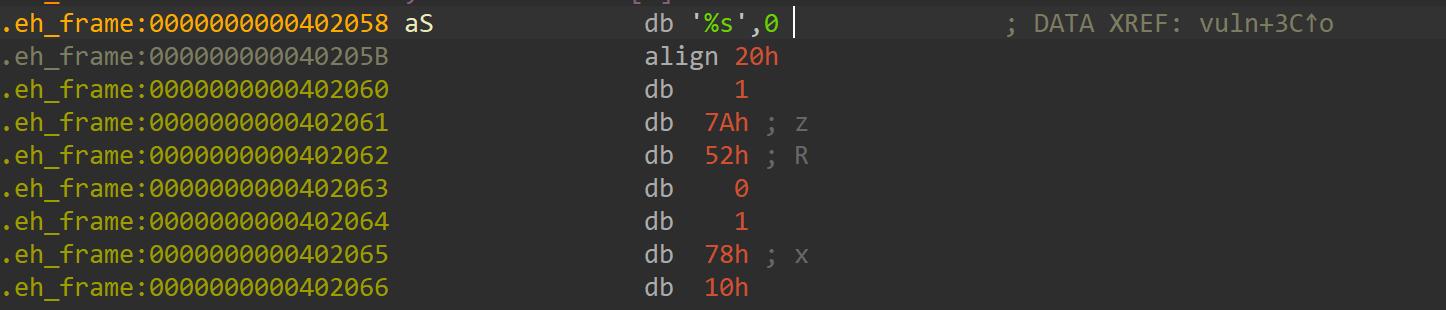 .eh_frame:0000000000402058 aS db '%s',0 ; DATA XREF: vuln+3C↑o
.eh_frame:000000000040205B align 20h
.eh_frame:0000000000402060 db 1
.eh_frame:0000000000402061 db 7Ah ; z
.eh_frame:0000000000402062 db 52h ; R
.eh_frame:0000000000402063 db 0
.eh_frame:0000000000402064 db 1
.eh_frame:0000000000402065 db 78h ; x
.eh_frame:0000000000402066 db 10h